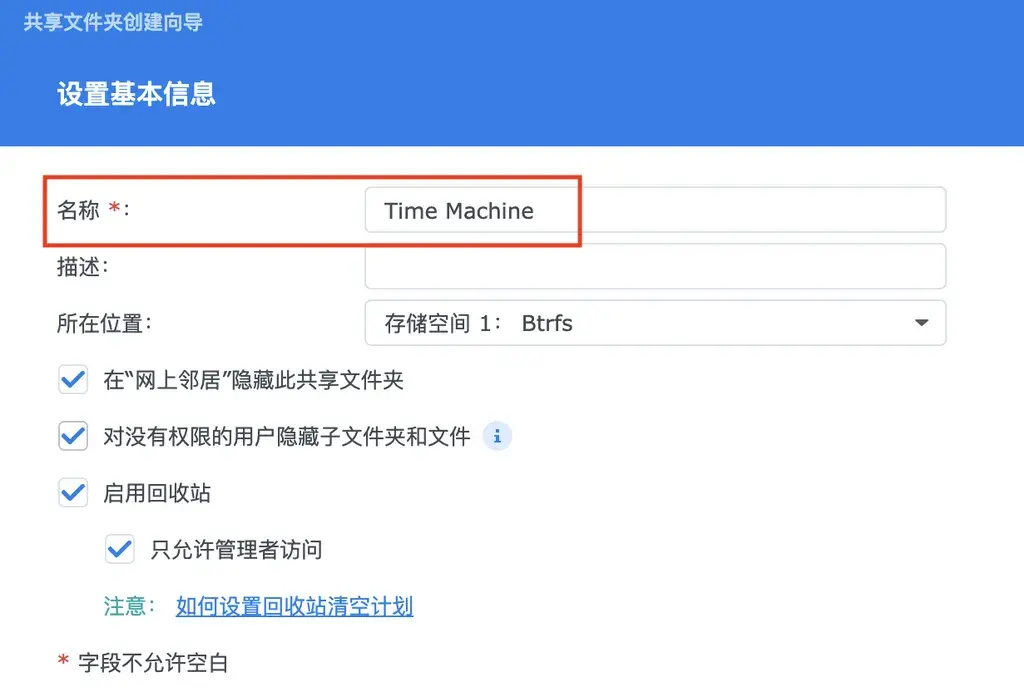 共享文件夹创建向导
设置基本信息
名称 *： Time Machine
描述：
所在位置： 存储空间 1： Btrfs
在“网上邻居”隐藏此共享文件夹
对没有权限的用户隐藏子文件夹和文件 i
启用回收站
只允许管理者访问
注意： 如何设置回收站清空计划
* 字段不允许空白